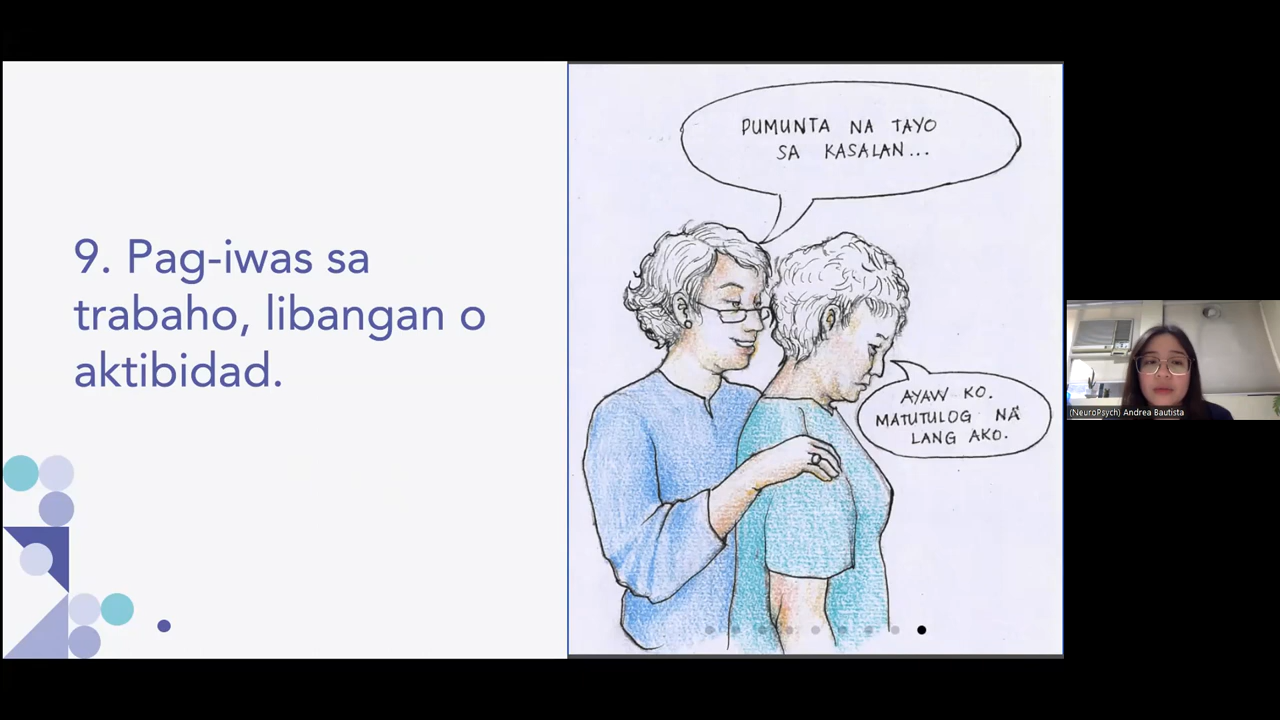 9. Pag-iwas sa
trabaho, libangan o
aktibidad.
PUMUNTA NA TAYO
SA KASALAN...
AYAW KO.
MATUTULOG NA
LANG AKO.
(NeuroPsych) Andrea Bautista